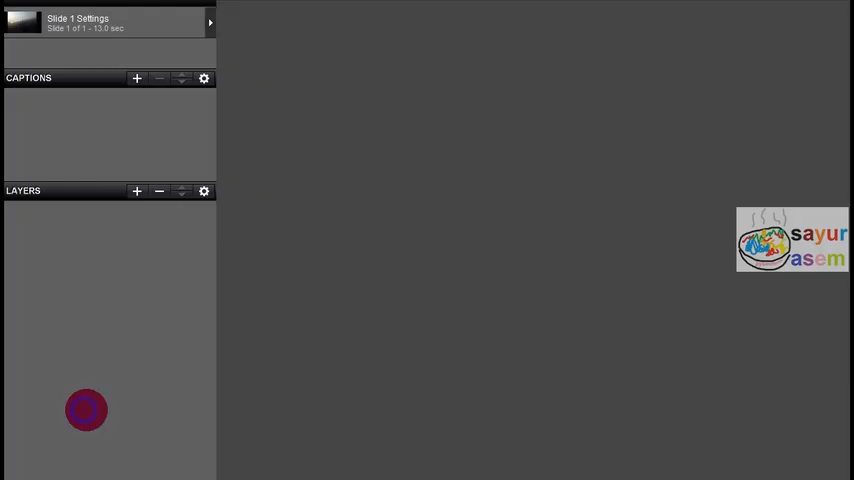 Slide 1 Settings
Slide 1 of 1 - 13.0 sec
CAPTIONS
LAYERS
sayur
asem